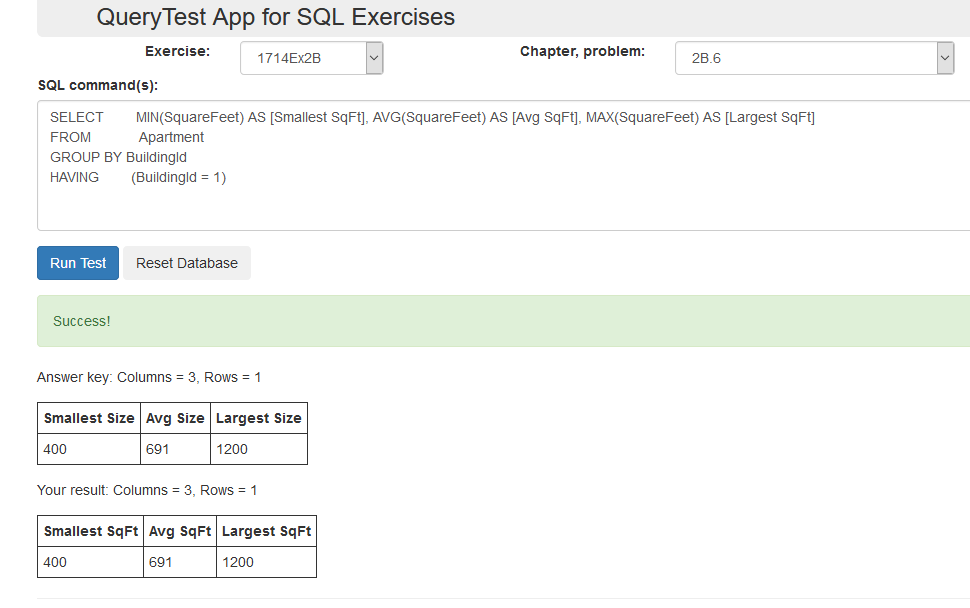 QueryTest App for SQL Exercises
Exercise: 1714Ex2B Chapter, problem: 2B.6
SQL command(s):
SELECT MIN(SquareFeet) AS [Smallest SqFt], AVG(SquareFeet) AS [Avg SqFt], MAX(SquareFeet) AS [Largest SqFt]
FROM Apartment
GROUP BY BuildingId
HAVING (BuildingId = 1)
Run Test Reset Database
Success!
Answer key: Columns = 3, Rows = 1
Smallest Size Avg Size Largest Size
400 691 1200
Your result: Columns = 3, Rows = 1
Smallest SqFt Avg SqFt Largest SqFt
400 691 1200